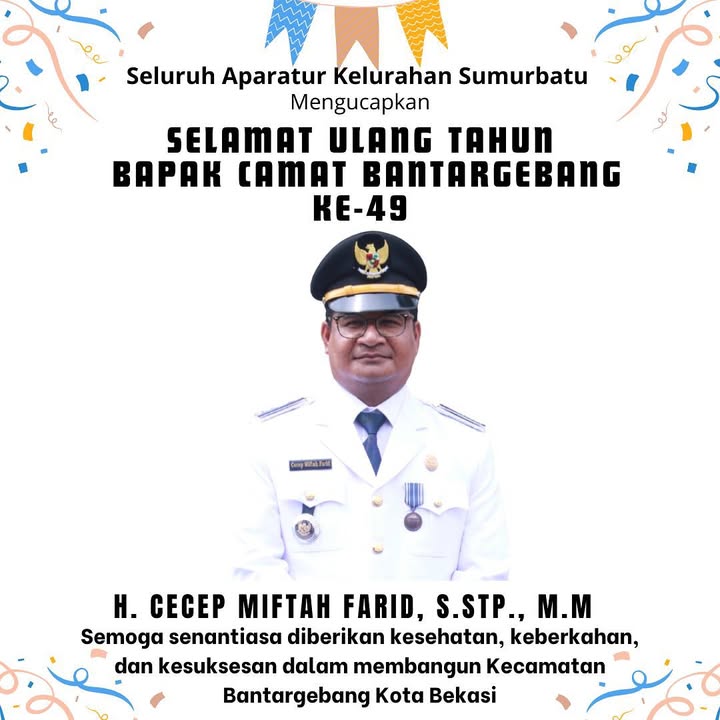 Seluruh Aparatur Kelurahan Sumurbatu
Mengucapkan
SELAMAT ULANG TAHUN
BAPAK CAMAT BANTARGEBANG
KE-49
Cecep Miftah Farid
H. CECEP MIFTAH FARID, S.STP., M.M
Semoga senantiasa diberikan kesehatan, keberkahan,
dan kesuksesan dalam membangun Kecamatan
Bantargebang Kota Bekasi